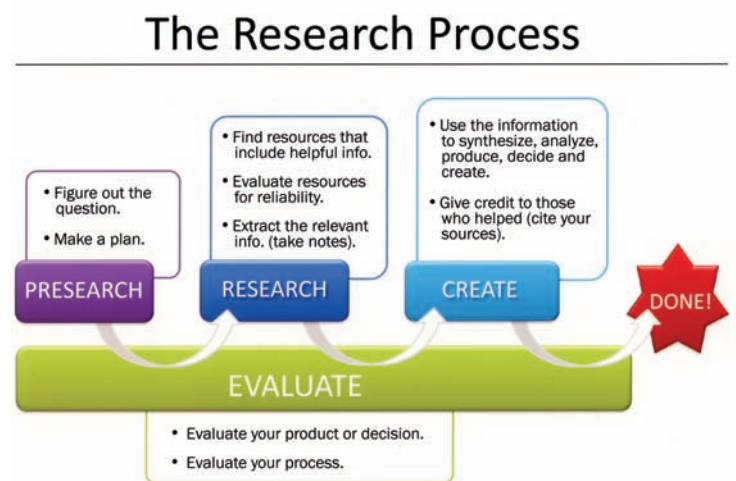 The Research Process
• Figure out the
question.
• Make a plan.
PRESEARCH
• Find resources that
include helpful info.
• Evaluate resources
for reliability.
• Extract the relevant
info. (take notes).
RESEARCH
• Use the information
to synthesize, analyze,
produce, decide and
create.
• Give credit to those
who helped (cite your
sources).
CREATE
DONE!
EVALUATE
• Evaluate your product or decision.
• Evaluate your process.